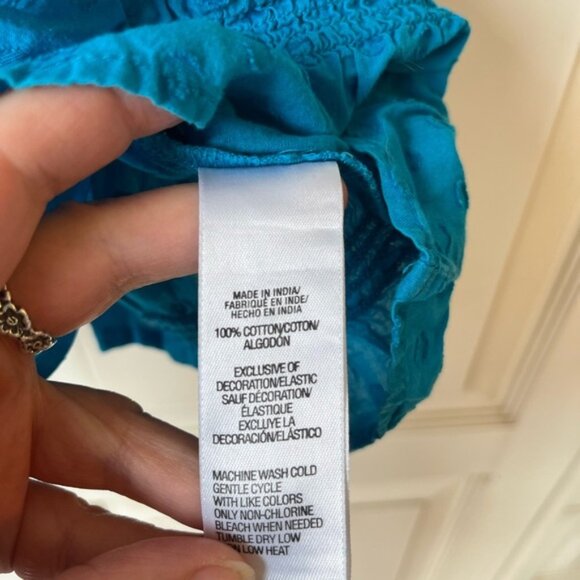 MADE IN INDIA/
FABRIQUÉ EN INDE/
HECHO EN INDIA
100% COTTON/COTON/
ALGODÓN
EXCLUSIVE OF
DECORATION/ELASTIC
SAUF DÉCORATION/
ÉLASTIQUE
EXCLUYE LA
DECORACIÓN/ELÁSTICO
MACHINE WASH COLD
GENTLE CYCLE
WITH LIKE COLORS
ONLY NON-CHLORINE
BLEACH WHEN NEEDED
TUMBLE DRY LOW
LOW HEAT